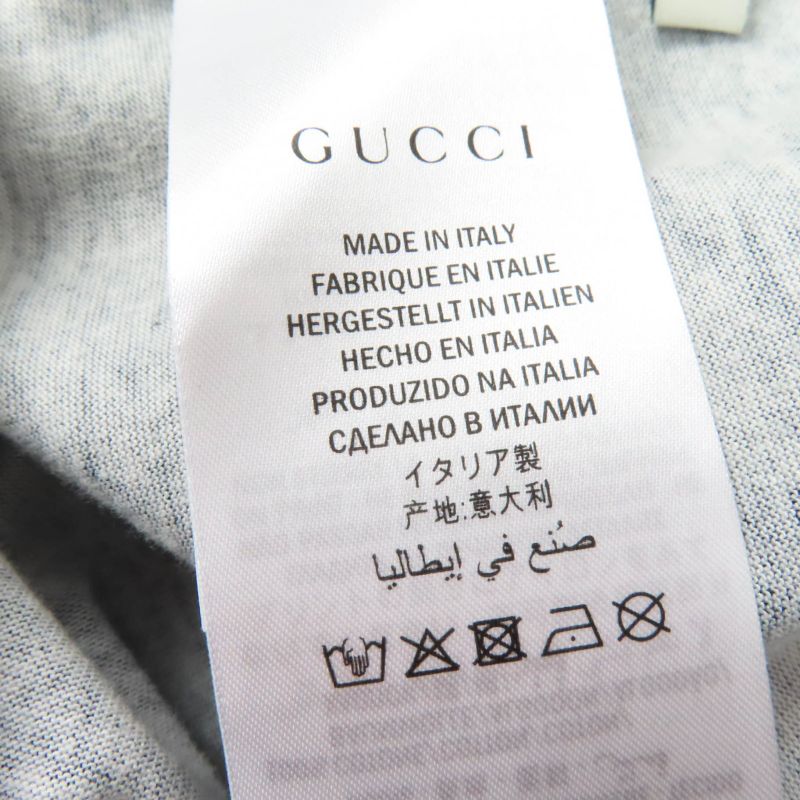 GUCCI
MADE IN ITALY
FABRIQUE EN ITALIE
HERGESTELLT IN ITALIEN
HECHO EN ITALIA
PRODUZIDO NA ITALIA
СДЕЛАНО В ИТАЛИИ
イタリア製
产地:意大利
صُنع في إيطاليا